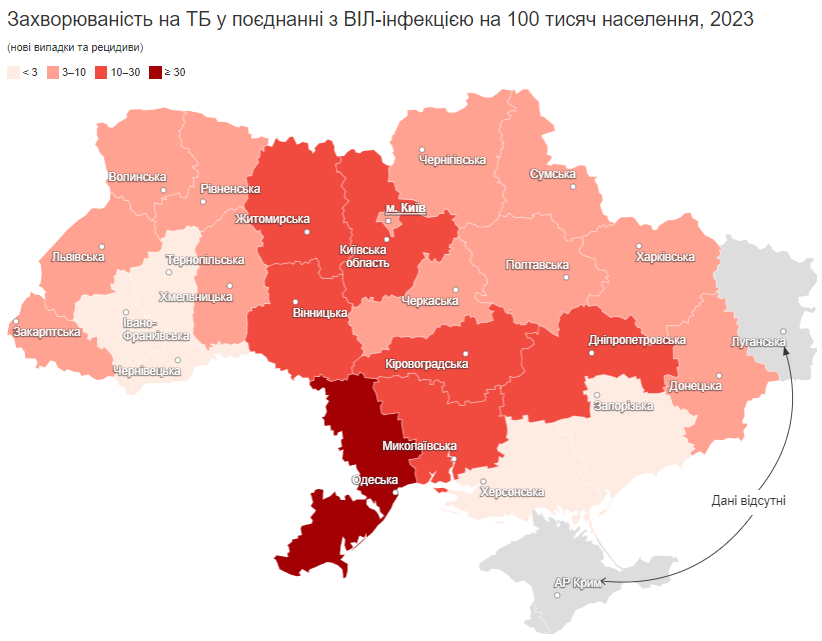 Захворюваність на ТБ у поєднанні з ВІЛ-інфекцією на 100 тисяч населення, 2023
(нові випадки та рецидиви)
< 3 3–10 10–30 ≥ 30
Чернігівська
Волинська
Сумська
Рівненська
м. Київ
Житомирська
Київська
область
Львівська
Тернопільська
Харківська
Полтавська
Хмельницька
Черкаська
Вінницька
Івано-
Франківська
Закарптська
Дніпропетровська
Луганська
Кіровоградська
Чернівецька
Донецька
Запорізька
Миколаївська
Одеська
Херсонська
Дані відсутні
АР Крим